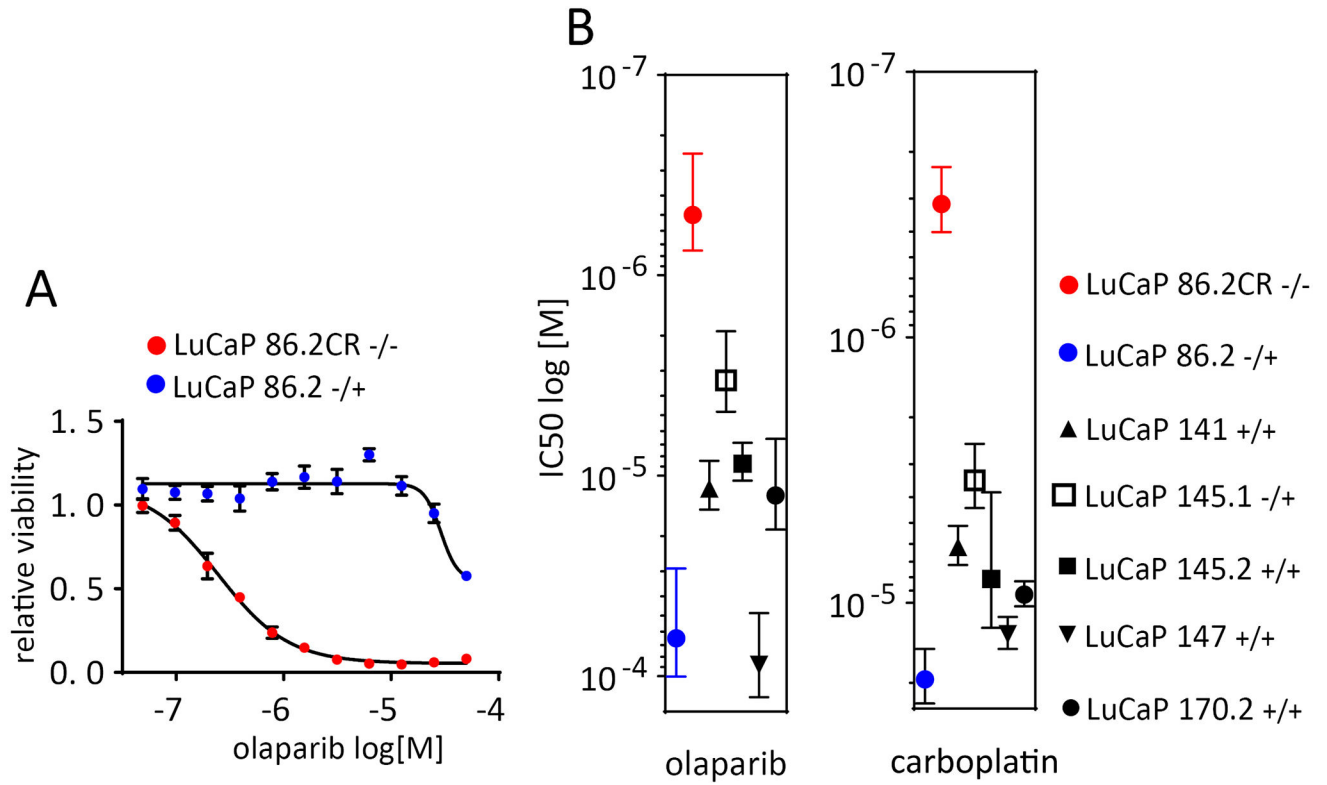 A
LuCaP 86.2CR -/-
LuCaP 86.2 -/+
relative viability
1.5
1.0
0.5
0.0
-7
-6
-5
-4
olaparib log[M]
B
IC50 log [M]
10-7
10-6
10-5
10-4
olaparib
10-7
10-6
10-5
carboplatin
LuCaP 86.2CR -/-
LuCaP 86.2 -/+
LuCaP 141 +/+
LuCaP 145.1 -/+
LuCaP 145.2 +/+
LuCaP 147 +/+
LuCaP 170.2 +/+